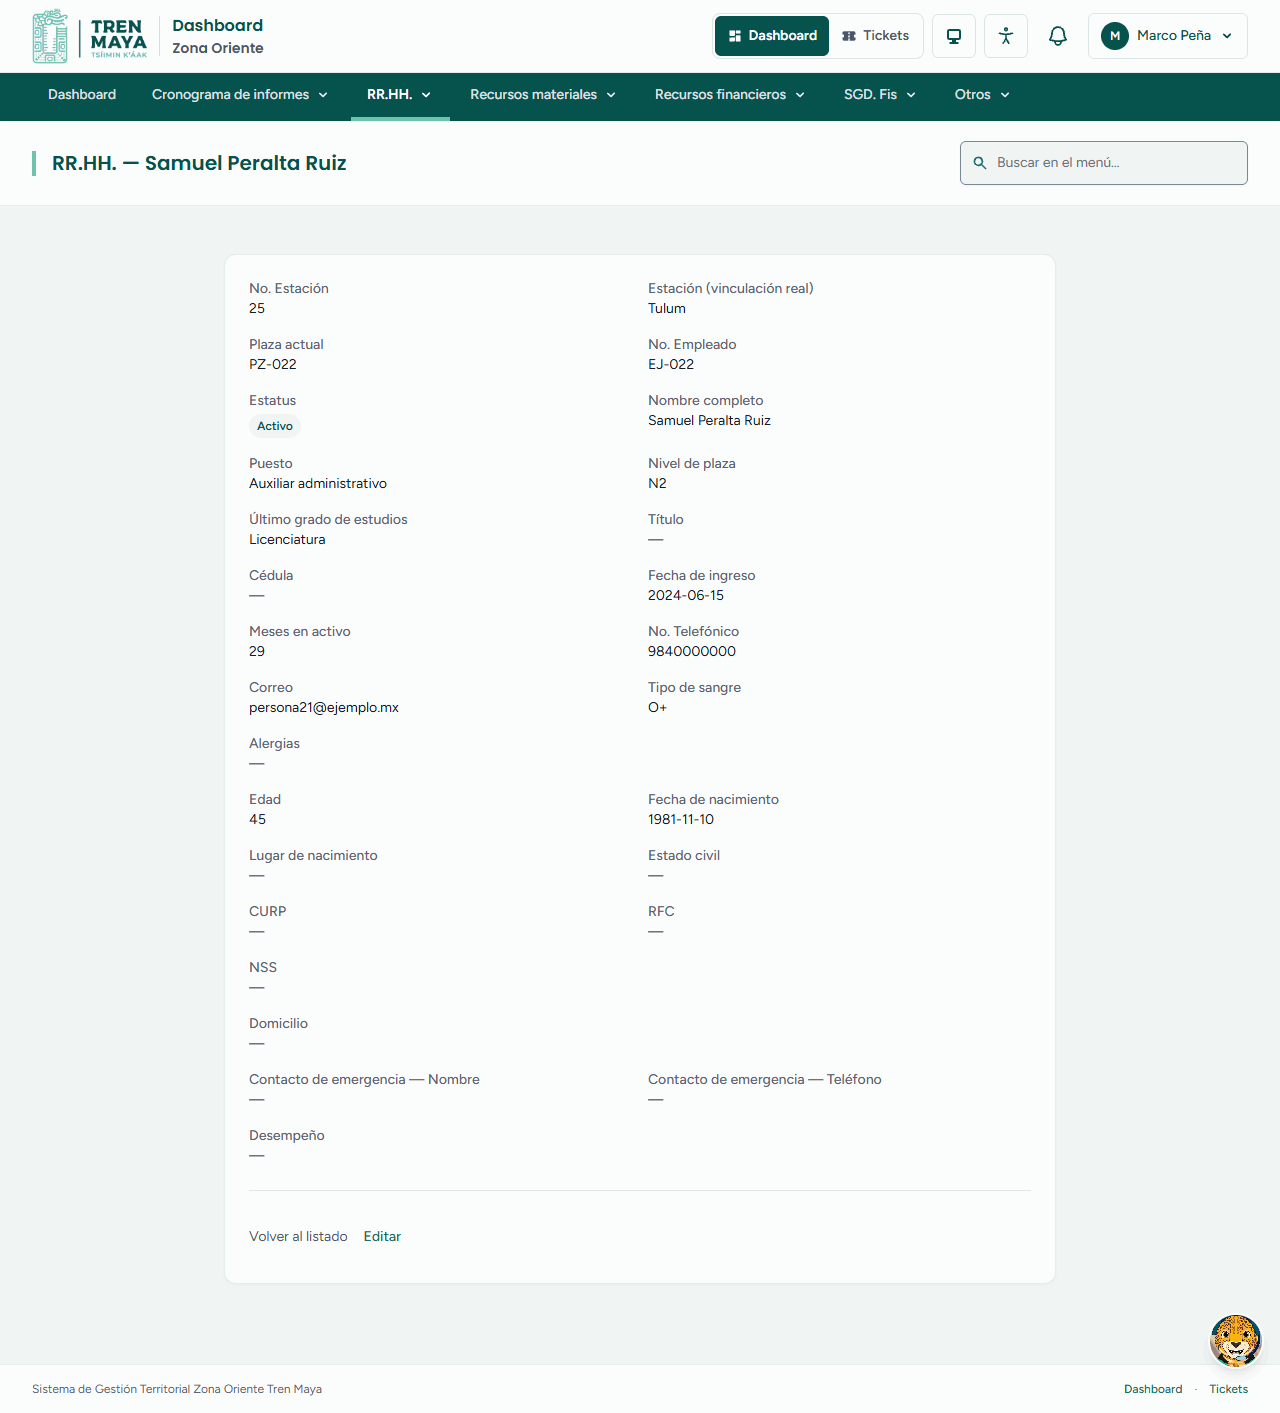 TREN
MAYA
TSÍIMIN K'ÁAK
Dashboard
Zona Oriente
Dashboard
Tickets
M
Marco Peña
Dashboard
Cronograma de informes
RR.HH.
Recursos materiales
Recursos financieros
SGD. Fis
Otros
RR.HH. — Samuel Peralta Ruiz
Buscar en el menú...
No. Estación
25
Estación (vinculación real)
Tulum
Plaza actual
PZ-022
No. Empleado
EJ-022
Estatus
Activo
Nombre completo
Samuel Peralta Ruiz
Puesto
Auxiliar administrativo
Nivel de plaza
N2
Último grado de estudios
Licenciatura
Título
—
Cédula
—
Fecha de ingreso
2024-06-15
Meses en activo
29
No. Telefónico
9840000000
Correo
persona21@ejemplo.mx
Tipo de sangre
O+
Alergias
—
Edad
45
Fecha de nacimiento
1981-11-10
Lugar de nacimiento
—
Estado civil
—
CURP
—
RFC
—
NSS
—
Domicilio
—
Contacto de emergencia — Nombre
—
Contacto de emergencia — Teléfono
—
Desempeño
—
Volver al listado
Editar
Sistema de Gestión Territorial Zona Oriente Tren Maya
Dashboard · Tickets